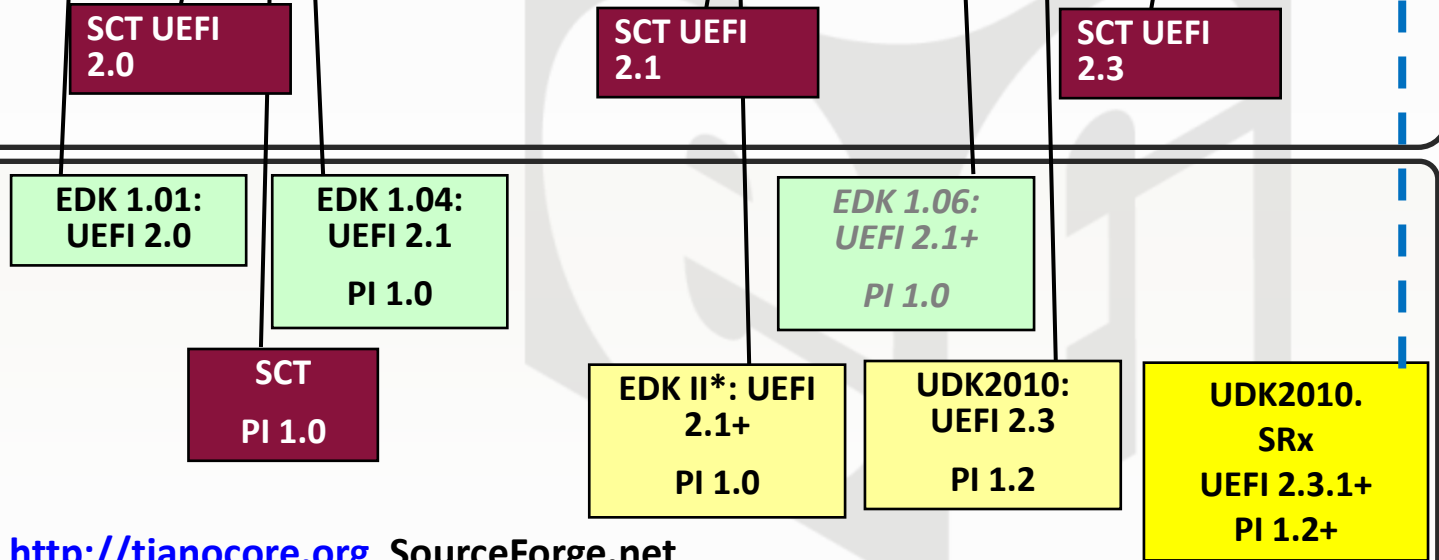 SCT UEFI
2.0
SCT UEFI
2.1
SCT UEFI
2.3
EDK 1.01:
UEFI 2.0
EDK 1.04:
UEFI 2.1
PI 1.0
EDK 1.06:
UEFI 2.1+
PI 1.0
SCT
PI 1.0
EDK II*: UEFI
2.1+
PI 1.0
UDK2010:
UEFI 2.3
PI 1.2
UDK2010.
SRx
UEFI 2.3.1+
PI 1.2+
http://tianocore.org SourceForge.net